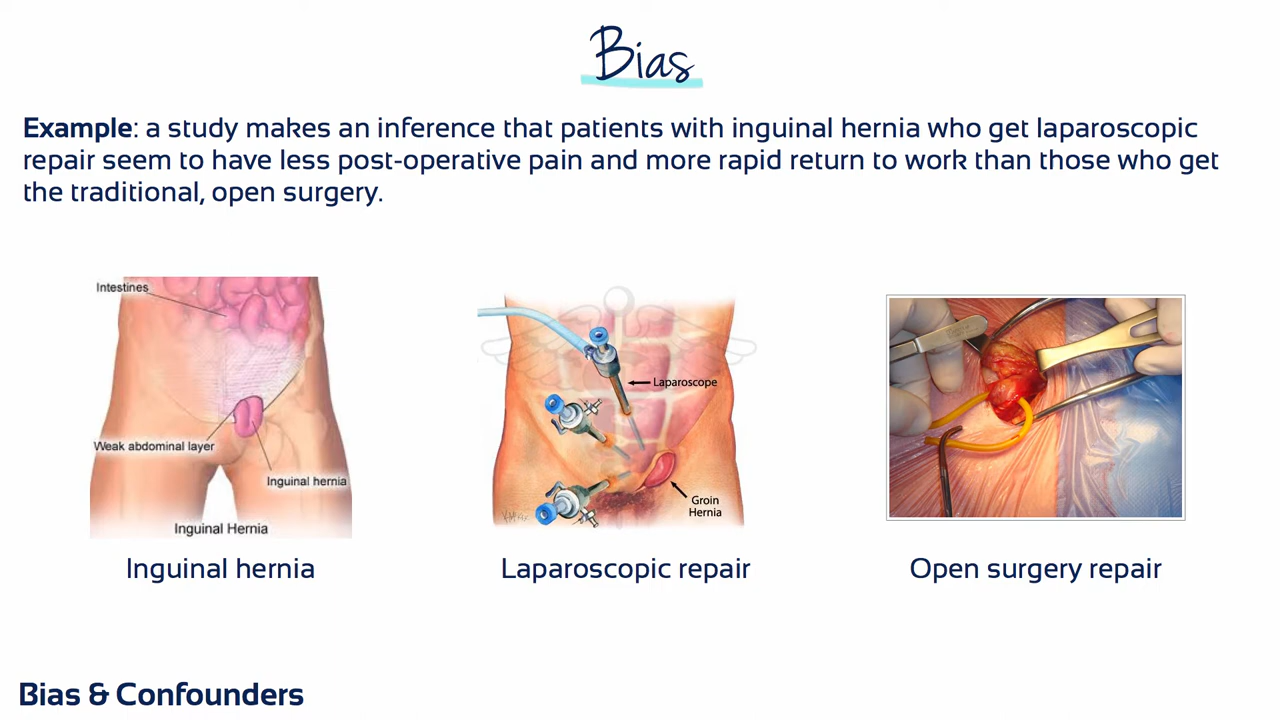 Bias
Example: a study makes an inference that patients with inguinal hernia who get laparoscopic
repair seem to have less post-operative pain and more rapid return to work than those who get
the traditional, open surgery.
Intestines
Weak abdominal layer
Inguinal hernia
Inguinal Hernia
Laparoscope
Groin
Hernia
Inguinal hernia
Laparoscopic repair
Open surgery repair
Bias & Confounders